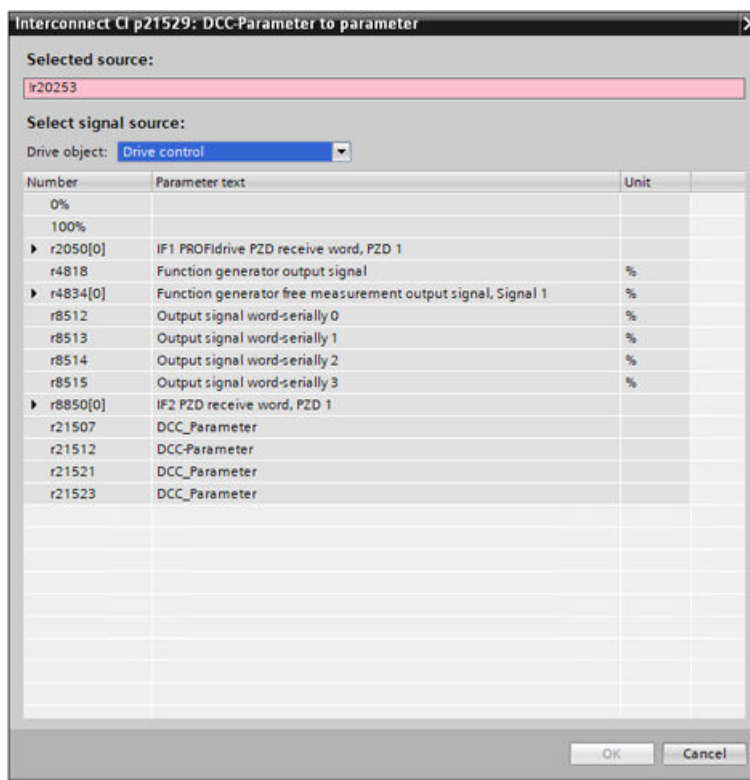 Interconnect CI p21529: DCC-Parameter to parameter
Selected source:
!r20253
Select signal source:
Drive object: Drive control
Number Parameter text Unit
0%
100%
r2050[0] IF1 PROFIdrive PZD receive word, PZD 1
r4818 Function generator output signal %
r4834[0] Function generator free measurement output signal, Signal 1 %
r8512 Output signal word-serially 0 %
r8513 Output signal word-serially 1 %
r8514 Output signal word-serially 2 %
r8515 Output signal word-serially 3 %
r8850[0] IF2 PZD receive word, PZD 1
r21507 DCC_Parameter
r21512 DCC-Parameter
r21521 DCC_Parameter
r21523 DCC_Parameter
OK Cancel